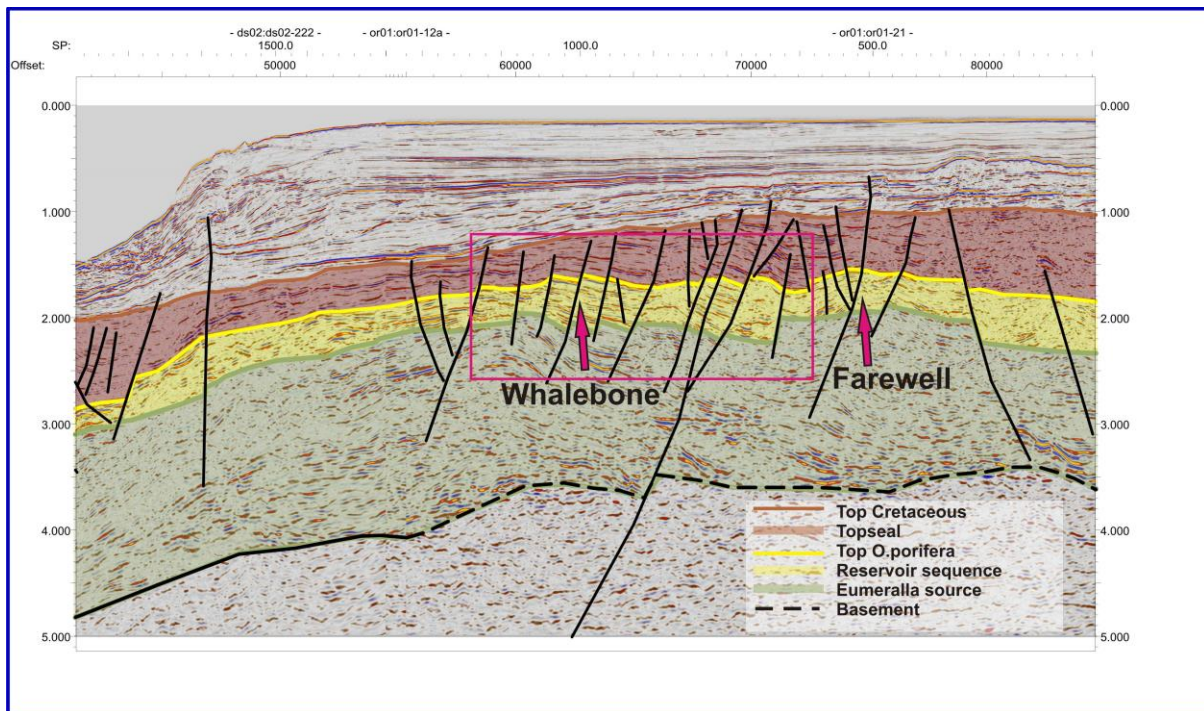 - ds02:ds02-222 - - or01:or01-12a - - or01:or01-21 -
SP: 1500.0 1000.0 500.0
Offset: 50000 60000 70000 80000
0.000 0.000
1.000 1.000
2.000 2.000
Whalebone Farewell
3.000 3.000
4.000 4.000
Top Cretaceous
Topseal
Top O.porifera
Reservoir sequence
Eumeralla source
Basement
5.000 5.000